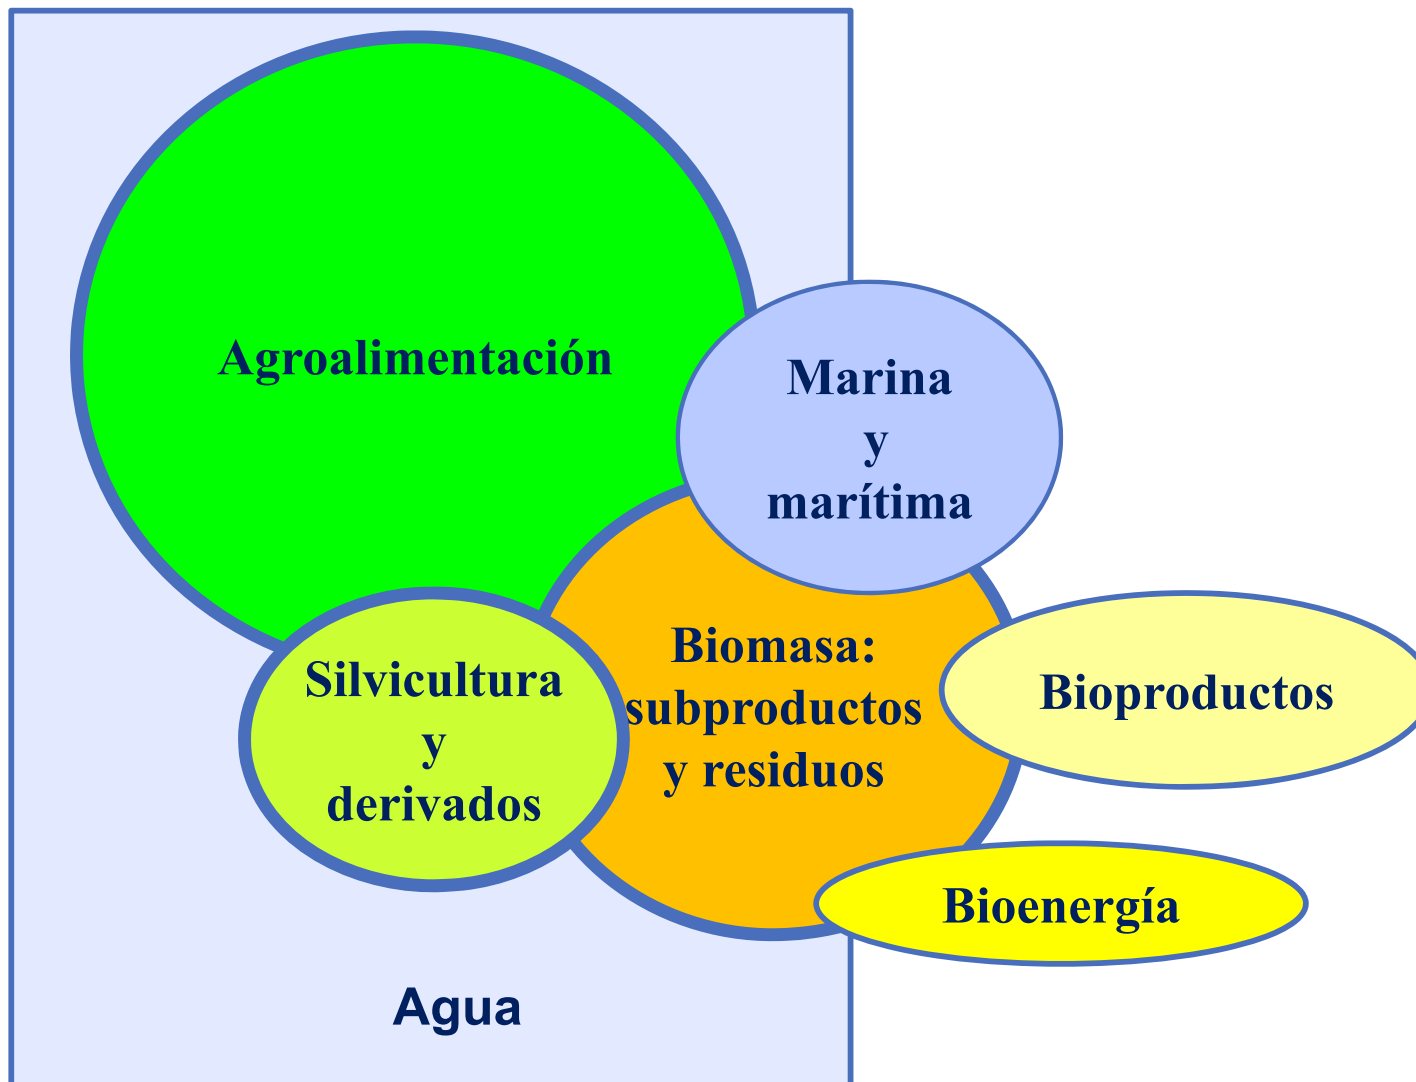 Agroalimentación
Marina
y
marítima
Biomasa:
subproductos
y residuos
Silvicultura
y
derivados
Bioproductos
Bioenergía
Agua